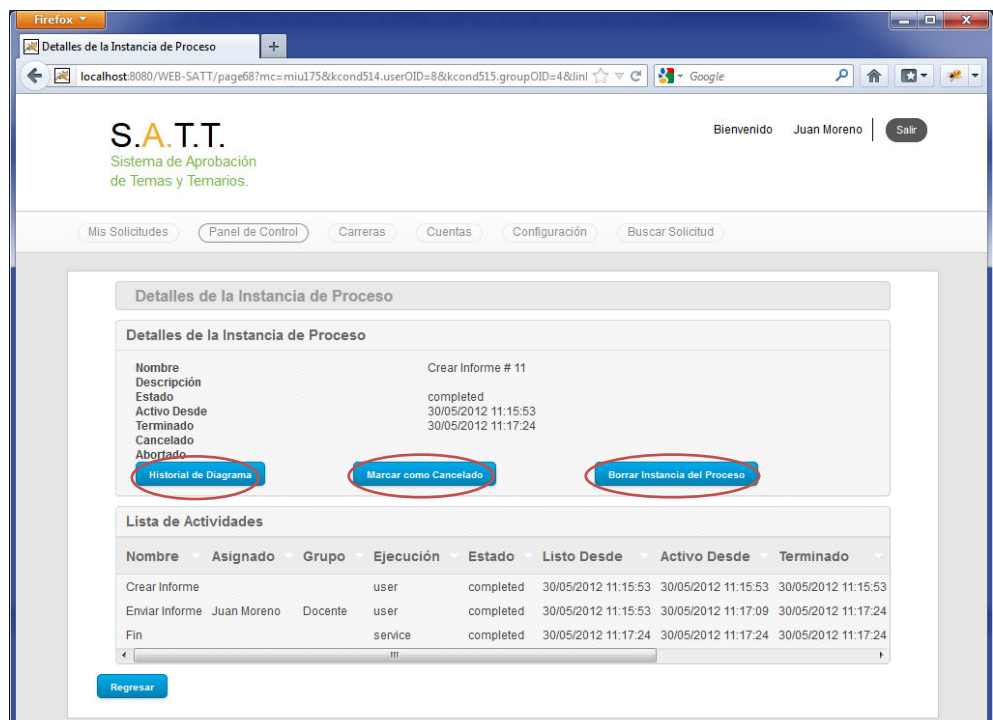 Firefox
Detalles de la Instancia de Proceso
localhost:8080/WEB-SATT/page68?mc=miu175&kcond514.userOID=8&kcond515.groupOID=4&linl
Google
S.A.T.T.
Sistema de Aprobación
de Temas y Temarios.
Bienvenido Juan Moreno Salir
Mis Solicitudes Panel de Control Carreras Cuentas Configuración Buscar Solicitud
Detalles de la Instancia de Proceso
Detalles de la Instancia de Proceso
Nombre Crear Informe # 11
Descripción
Estado completed
Activo Desde 30/05/2012 11:15:53
Terminado 30/05/2012 11:17:24
Cancelado
Abortado
Historial de Diagrama Marcar como Cancelado Borrar Instancia del Proceso
Lista de Actividades
Nombre Asignado Grupo Ejecución Estado Listo Desde Activo Desde Terminado
Crear Informe user completed 30/05/2012 11:15:53 30/05/2012 11:15:53 30/05/2012 11:15:53
Enviar Informe Juan Moreno Docente user completed 30/05/2012 11:15:53 30/05/2012 11:17:09 30/05/2012 11:17:24
Fin service completed 30/05/2012 11:17:24 30/05/2012 11:17:24 30/05/2012 11:17:24
Regresar